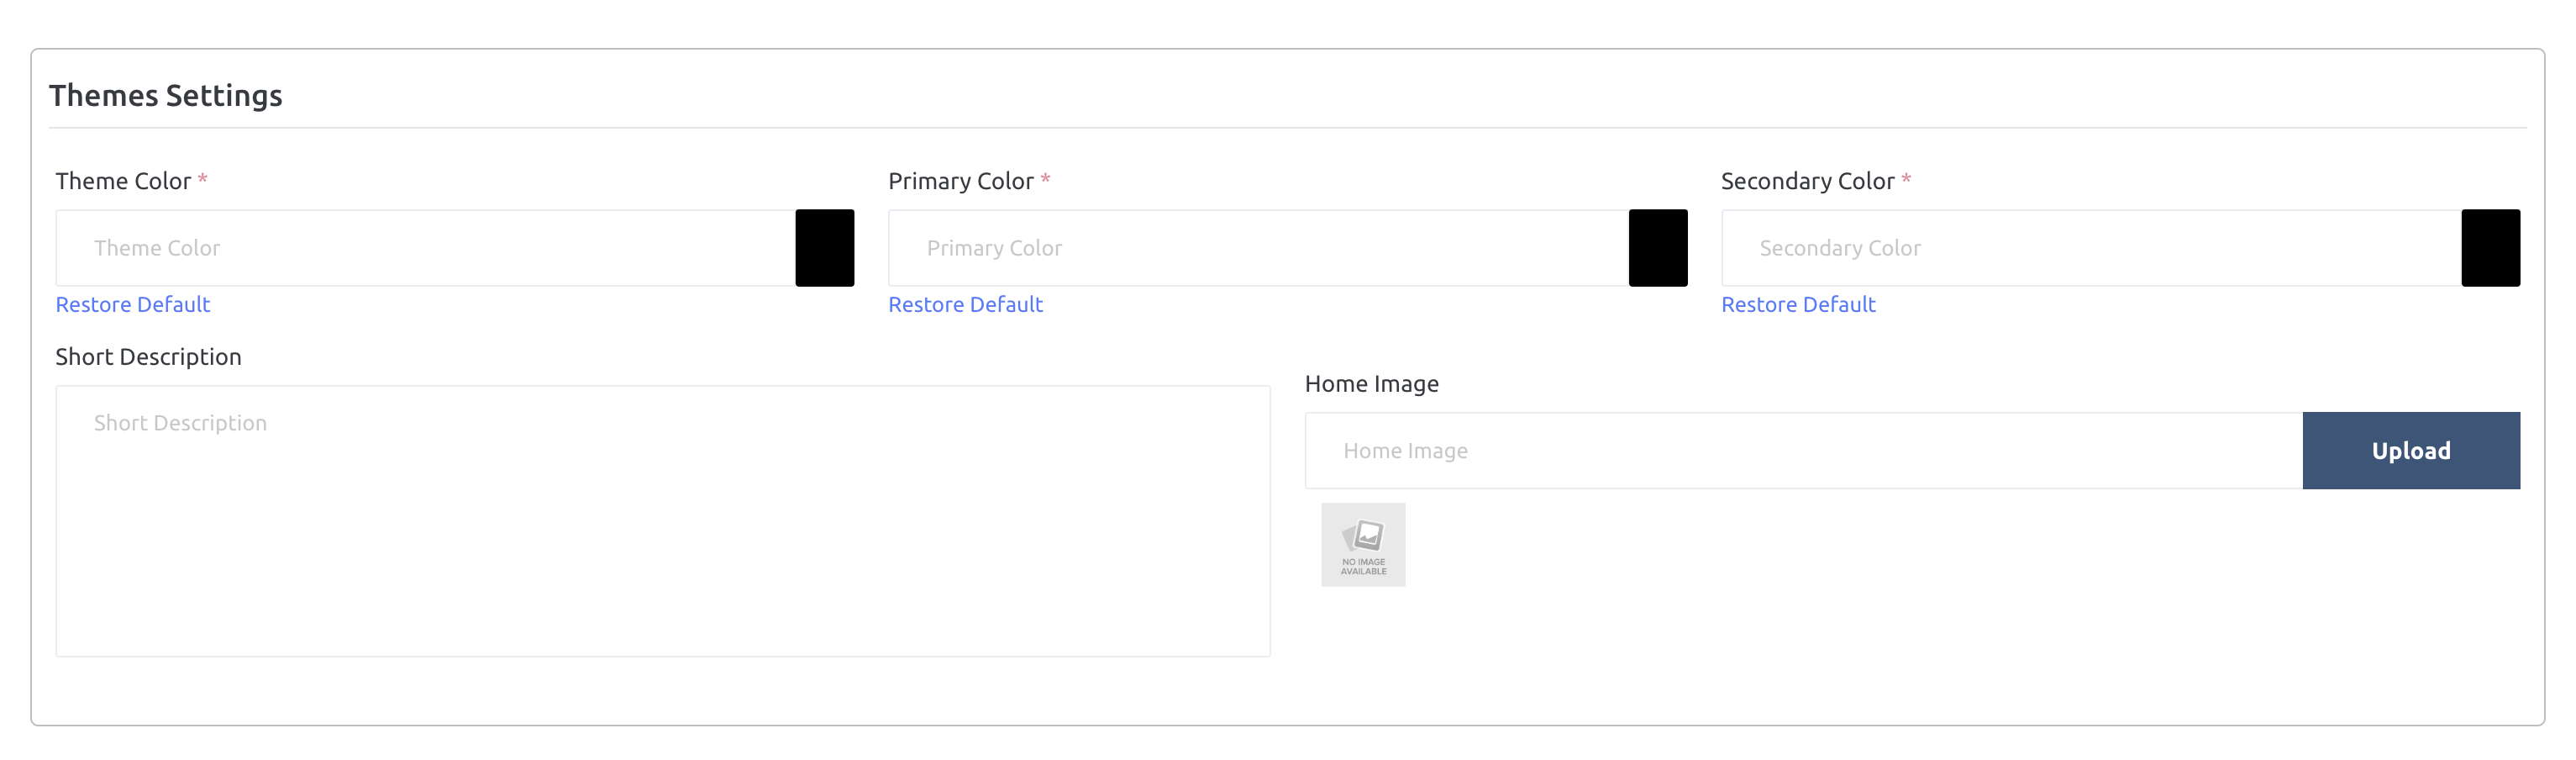 Themes Settings
Theme Color *
Primary Color *
Secondary Color *
Theme Color
Primary Color
Secondary Color
Restore Default
Restore Default
Restore Default
Short Description
Short Description
Home Image
Home Image
Upload
NO IMAGE
AVAILABLE